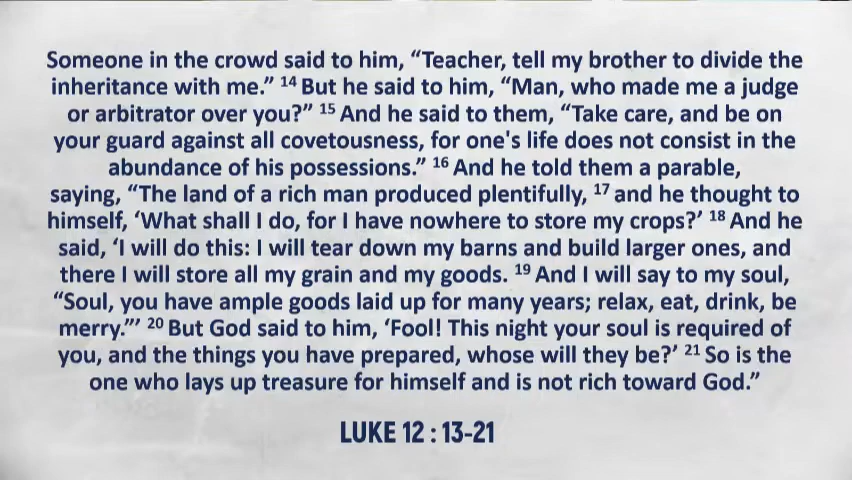 Someone in the crowd said to him, “Teacher, tell my brother to divide the
inheritance with me.” 14 But he said to him, “Man, who made me a judge
or arbitrator over you?” 15 And he said to them, “Take care, and be on
your guard against all covetousness, for one's life does not consist in the
abundance of his possessions.” 16 And he told them a parable,
saying, “The land of a rich man produced plentifully, 17 and he thought to
himself, ‘What shall I do, for I have nowhere to store my crops?’ 18 And he
said, ‘I will do this: I will tear down my barns and build larger ones, and
there I will store all my grain and my goods. 19 And I will say to my soul,
“Soul, you have ample goods laid up for many years; relax, eat, drink, be
merry.”’ 20 But God said to him, ‘Fool! This night your soul is required of
you, and the things you have prepared, whose will they be?’ 21 So is the
one who lays up treasure for himself and is not rich toward God.”
LUKE 12 : 13-21